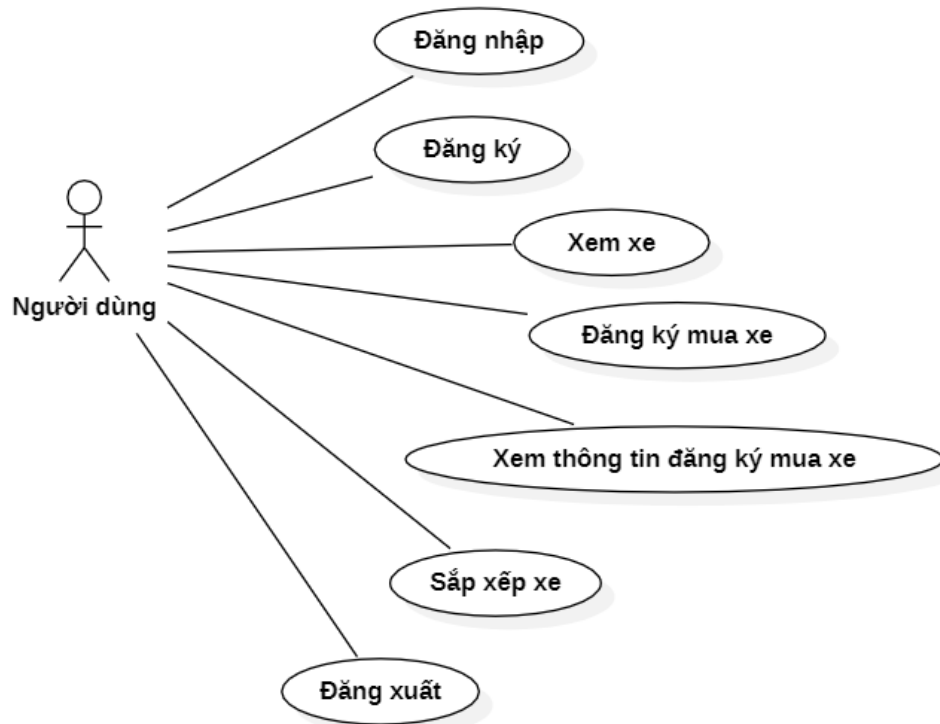 Đăng nhập
Đăng ký
Xem xe
Người dùng
Đăng ký mua xe
Xem thông tin đăng ký mua xe
Sắp xếp xe
Đăng xuất